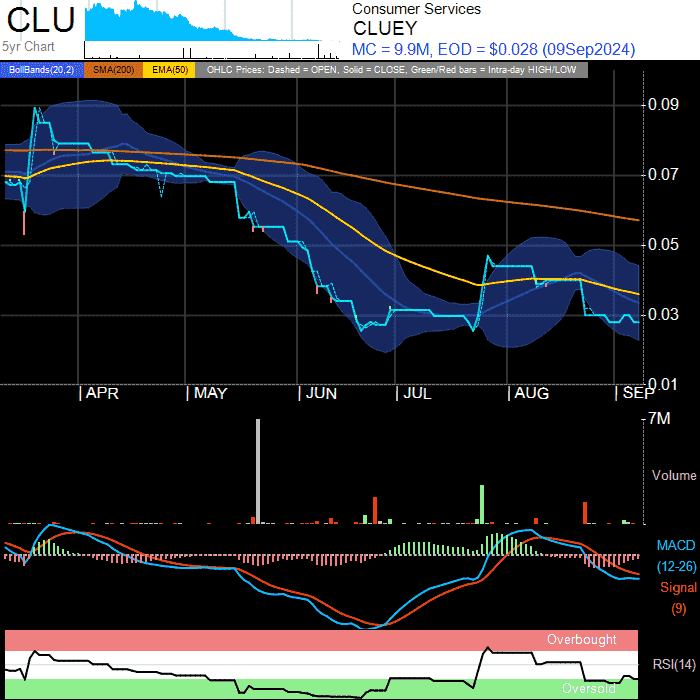 CLU
5yr Chart
Consumer Services
CLUEY
MC = 9.9M, EOD = $0.028 (09Sep2024)
BollBands(20,2) SMA(200) EMA(50) OHLC Prices: Dashed = OPEN, Solid = CLOSE, Green/Red bars = Intra-day HIGH/LOW
0.09
0.07
0.05
0.03
0.01
APR MAY JUN JUL AUG SEP
7M
Volume
MACD
(12-26)
Signal
(9)
Overbought
RSI(14)
Oversold